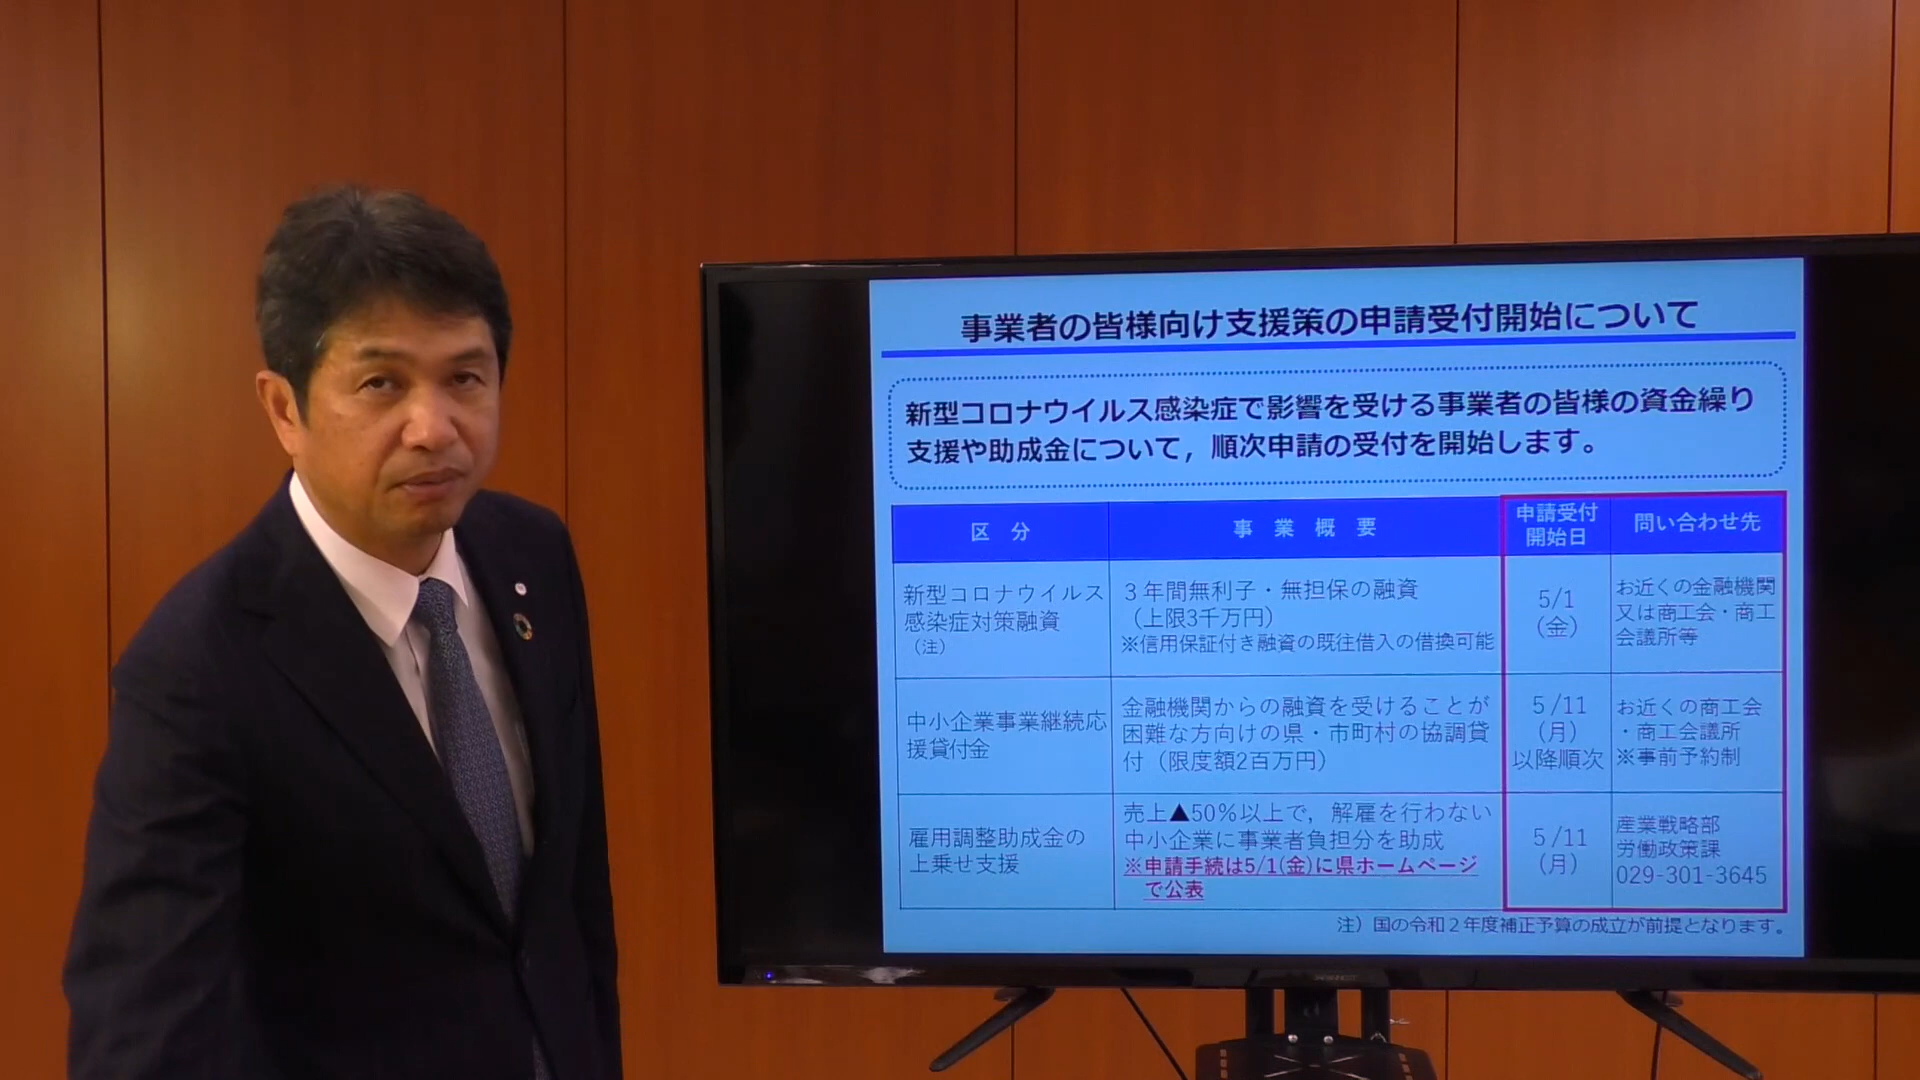 事業者の皆様向け支援策の申請受付開始について
新型コロナウイルス感染症で影響を受ける事業者の皆様の資金繰り
支援や助成金について，順次申請の受付を開始します。
区 分
事 業 概 要
申請受付
開始日
問い合わせ先
新型コロナウイルス
感染症対策融資
（注）
３年間無利子・無担保の融資
（上限3千万円）
※信用保証付き融資の既往借入の借換可能
5/1
（金）
お近くの金融機関
又は商工会・商工
会議所等
中小企業事業継続応
援貸付金
金融機関からの融資を受けることが
困難な方向けの県・市町村の協調貸
付（限度額2百万円）
5/11
（月）
以降順次
お近くの商工会
・商工会議所
※事前予約制
雇用調整助成金の
上乗せ支援
売上▲50％以上で，解雇を行わない
中小企業に事業者負担分を助成
※申請手続は5/1(金)に県ホームページ
で公表
5/11
（月）
産業戦略部
労働政策課
029-301-3645
注）国の令和２年度補正予算の成立が前提となります。